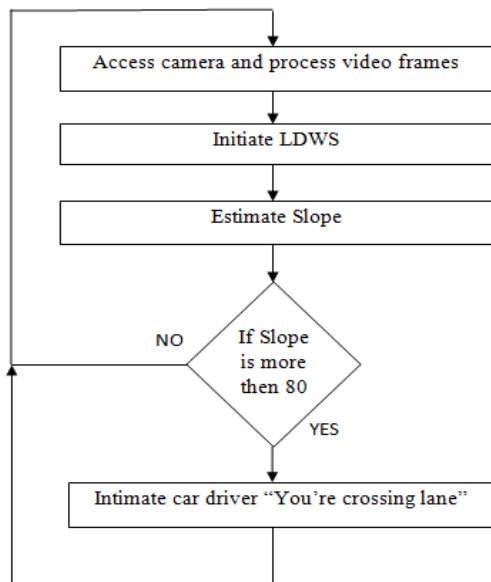 Access camera and process video frames
Initiate LDWS
Estimate Slope
If Slope
is more
then 80
NO
YES
Intimate car driver “You’re crossing lane”